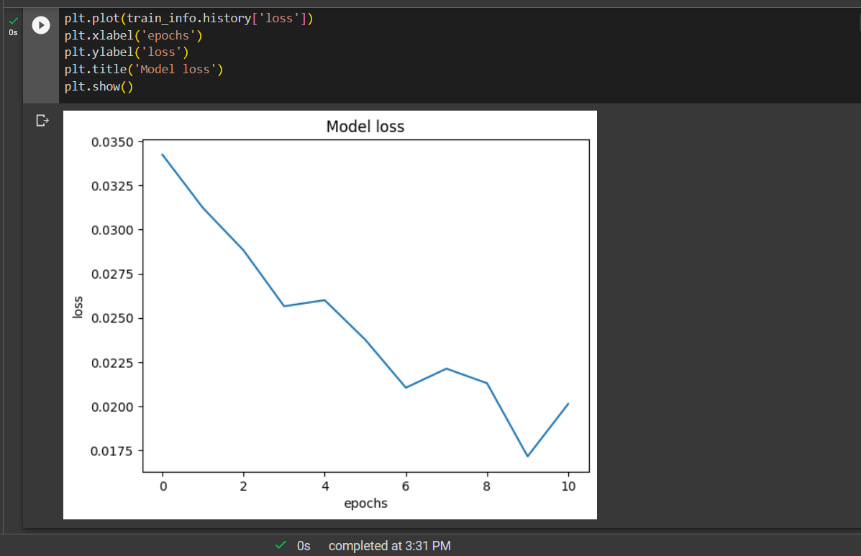 plt.plot(train_info.history['loss'])
0s
plt.xlabel('epochs')
plt.ylabel('loss')
plt.title('Model loss')
plt.show()
Model loss
0.0350
0.0325
0.0300
0.0275
0.0250
0.0225
0.0200
0.0175
loss
0 2 4 6 8 10
epochs
0s completed at 3:31 PM